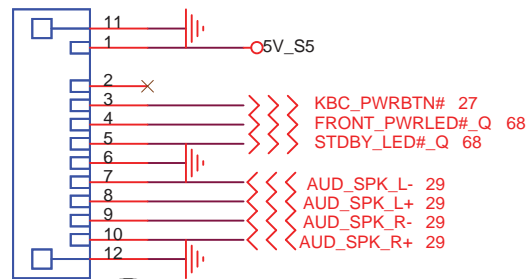 11
1 5V_S5
2
3 KBC_PWRBTN# 27
4 FRONT_PWRLED#_Q 68
5 STDBY_LED#_Q 68
6
7 AUD_SPK_L- 29
8 AUD_SPK_L+ 29
9 AUD_SPK_R- 29
10 AUD_SPK_R+ 29
12